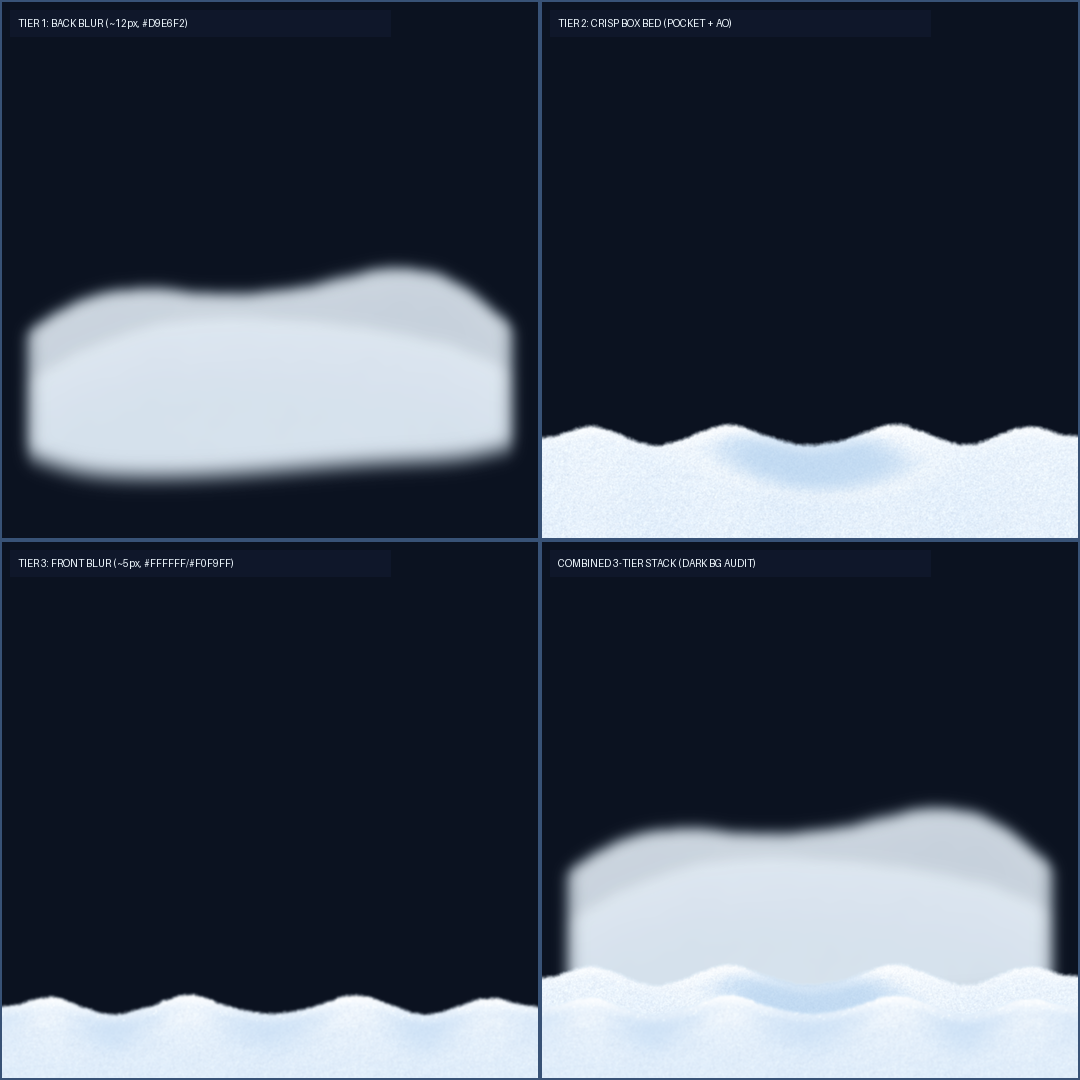 TIER 1: BACK BLUR (~12px, #D9E6F2)
TIER 2: CRISP BOX BED (POCKET + AO)
TIER 3: FRONT BLUR (~5px, #FFFFFF/#F0F9FF)
COMBINED 3-TIER STACK (DARK BG AUDIT)